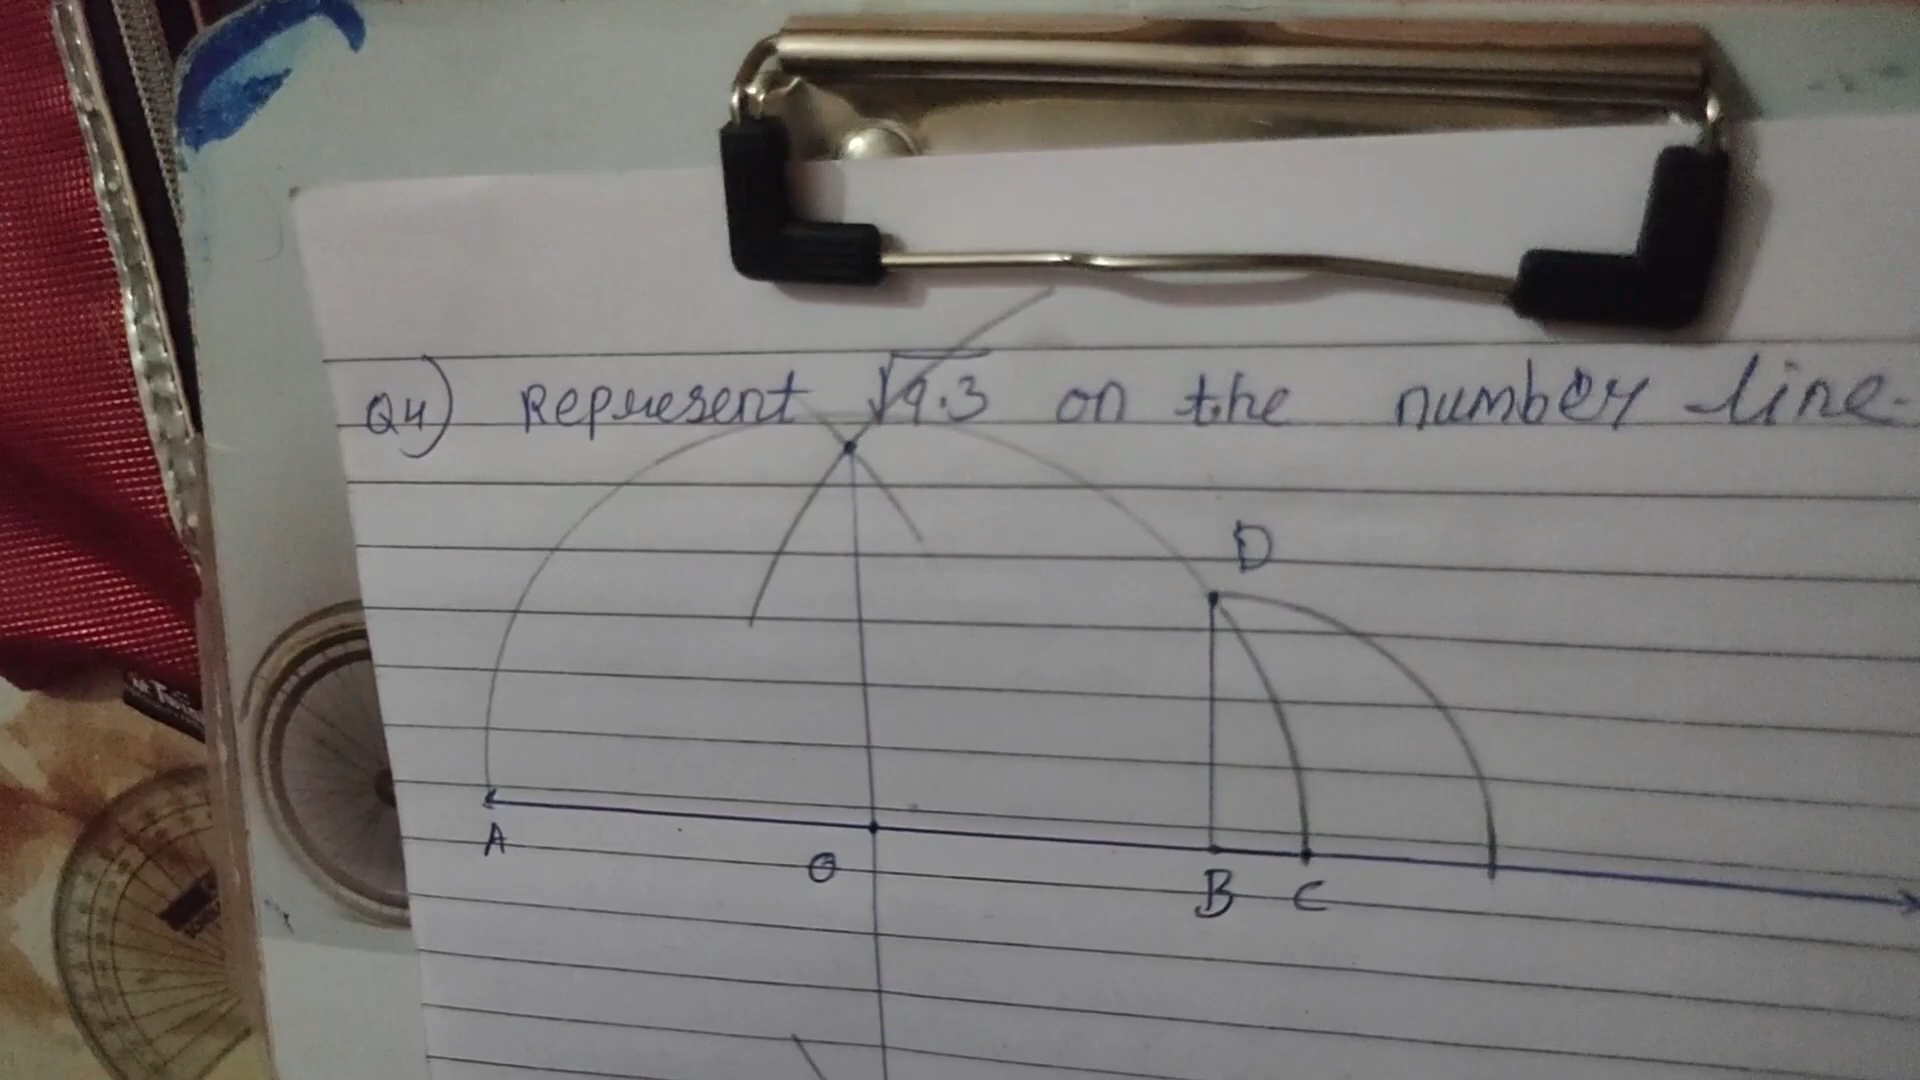 Q4) Represent √9.3 on the number line.
D
A
O
B C